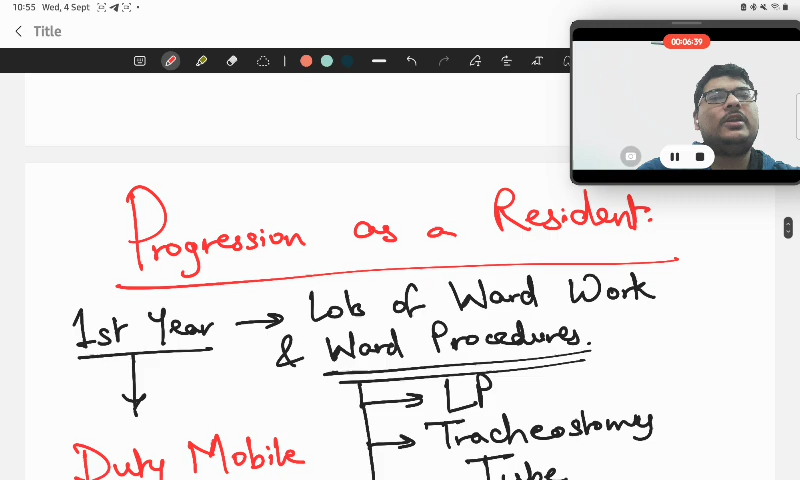 10:55 Wed, 4 Sept
Title
00:06:39
Progression as a Resident.
1st Year → Lots of Ward Work
& Ward Procedures.
→ LP
→ Tracheostomy
Tube
Duty Mobile